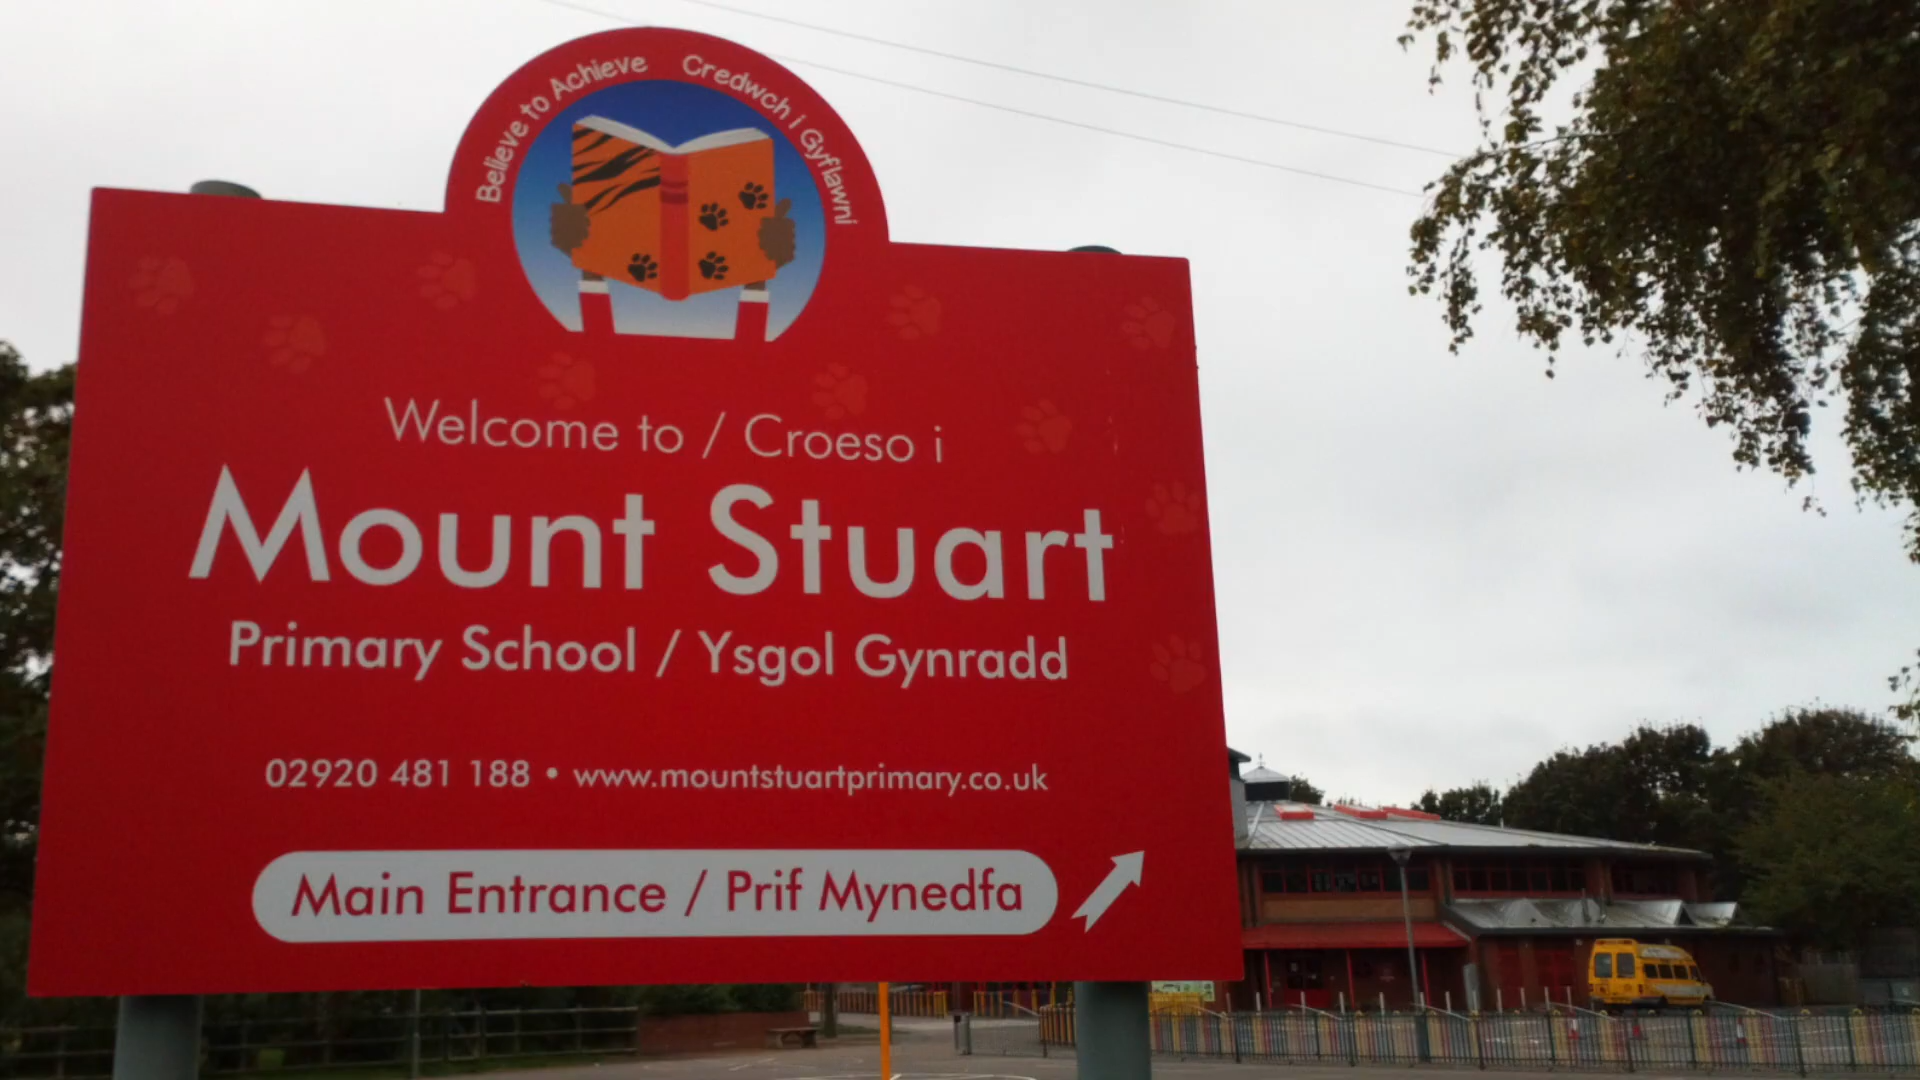 Believe to Achieve Credwch i Gyflawni
Welcome to / Croeso i
Mount Stuart
Primary School / Ysgol Gynradd
02920 481 188 • www.mountstuartprimary.co.uk
Main Entrance / Prif Mynedfa